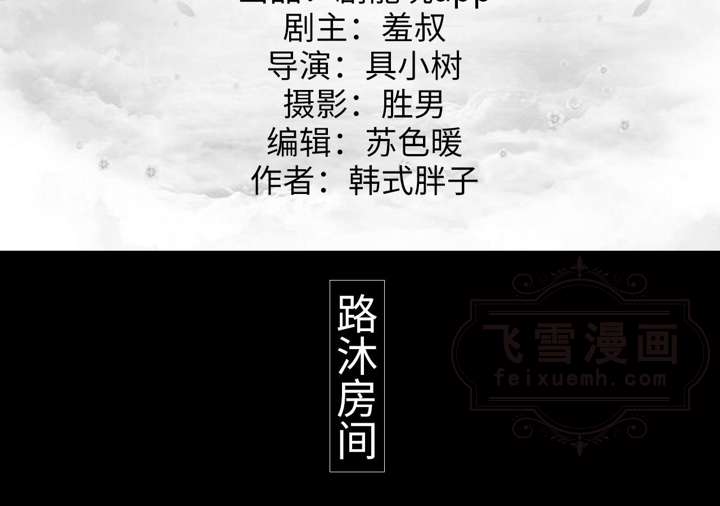 剧主：羞叔
导演：具小树
摄影：胜男
编辑：苏色暖
作者：韩式胖子
路沐房间
飞雪漫画
feixuemh.com